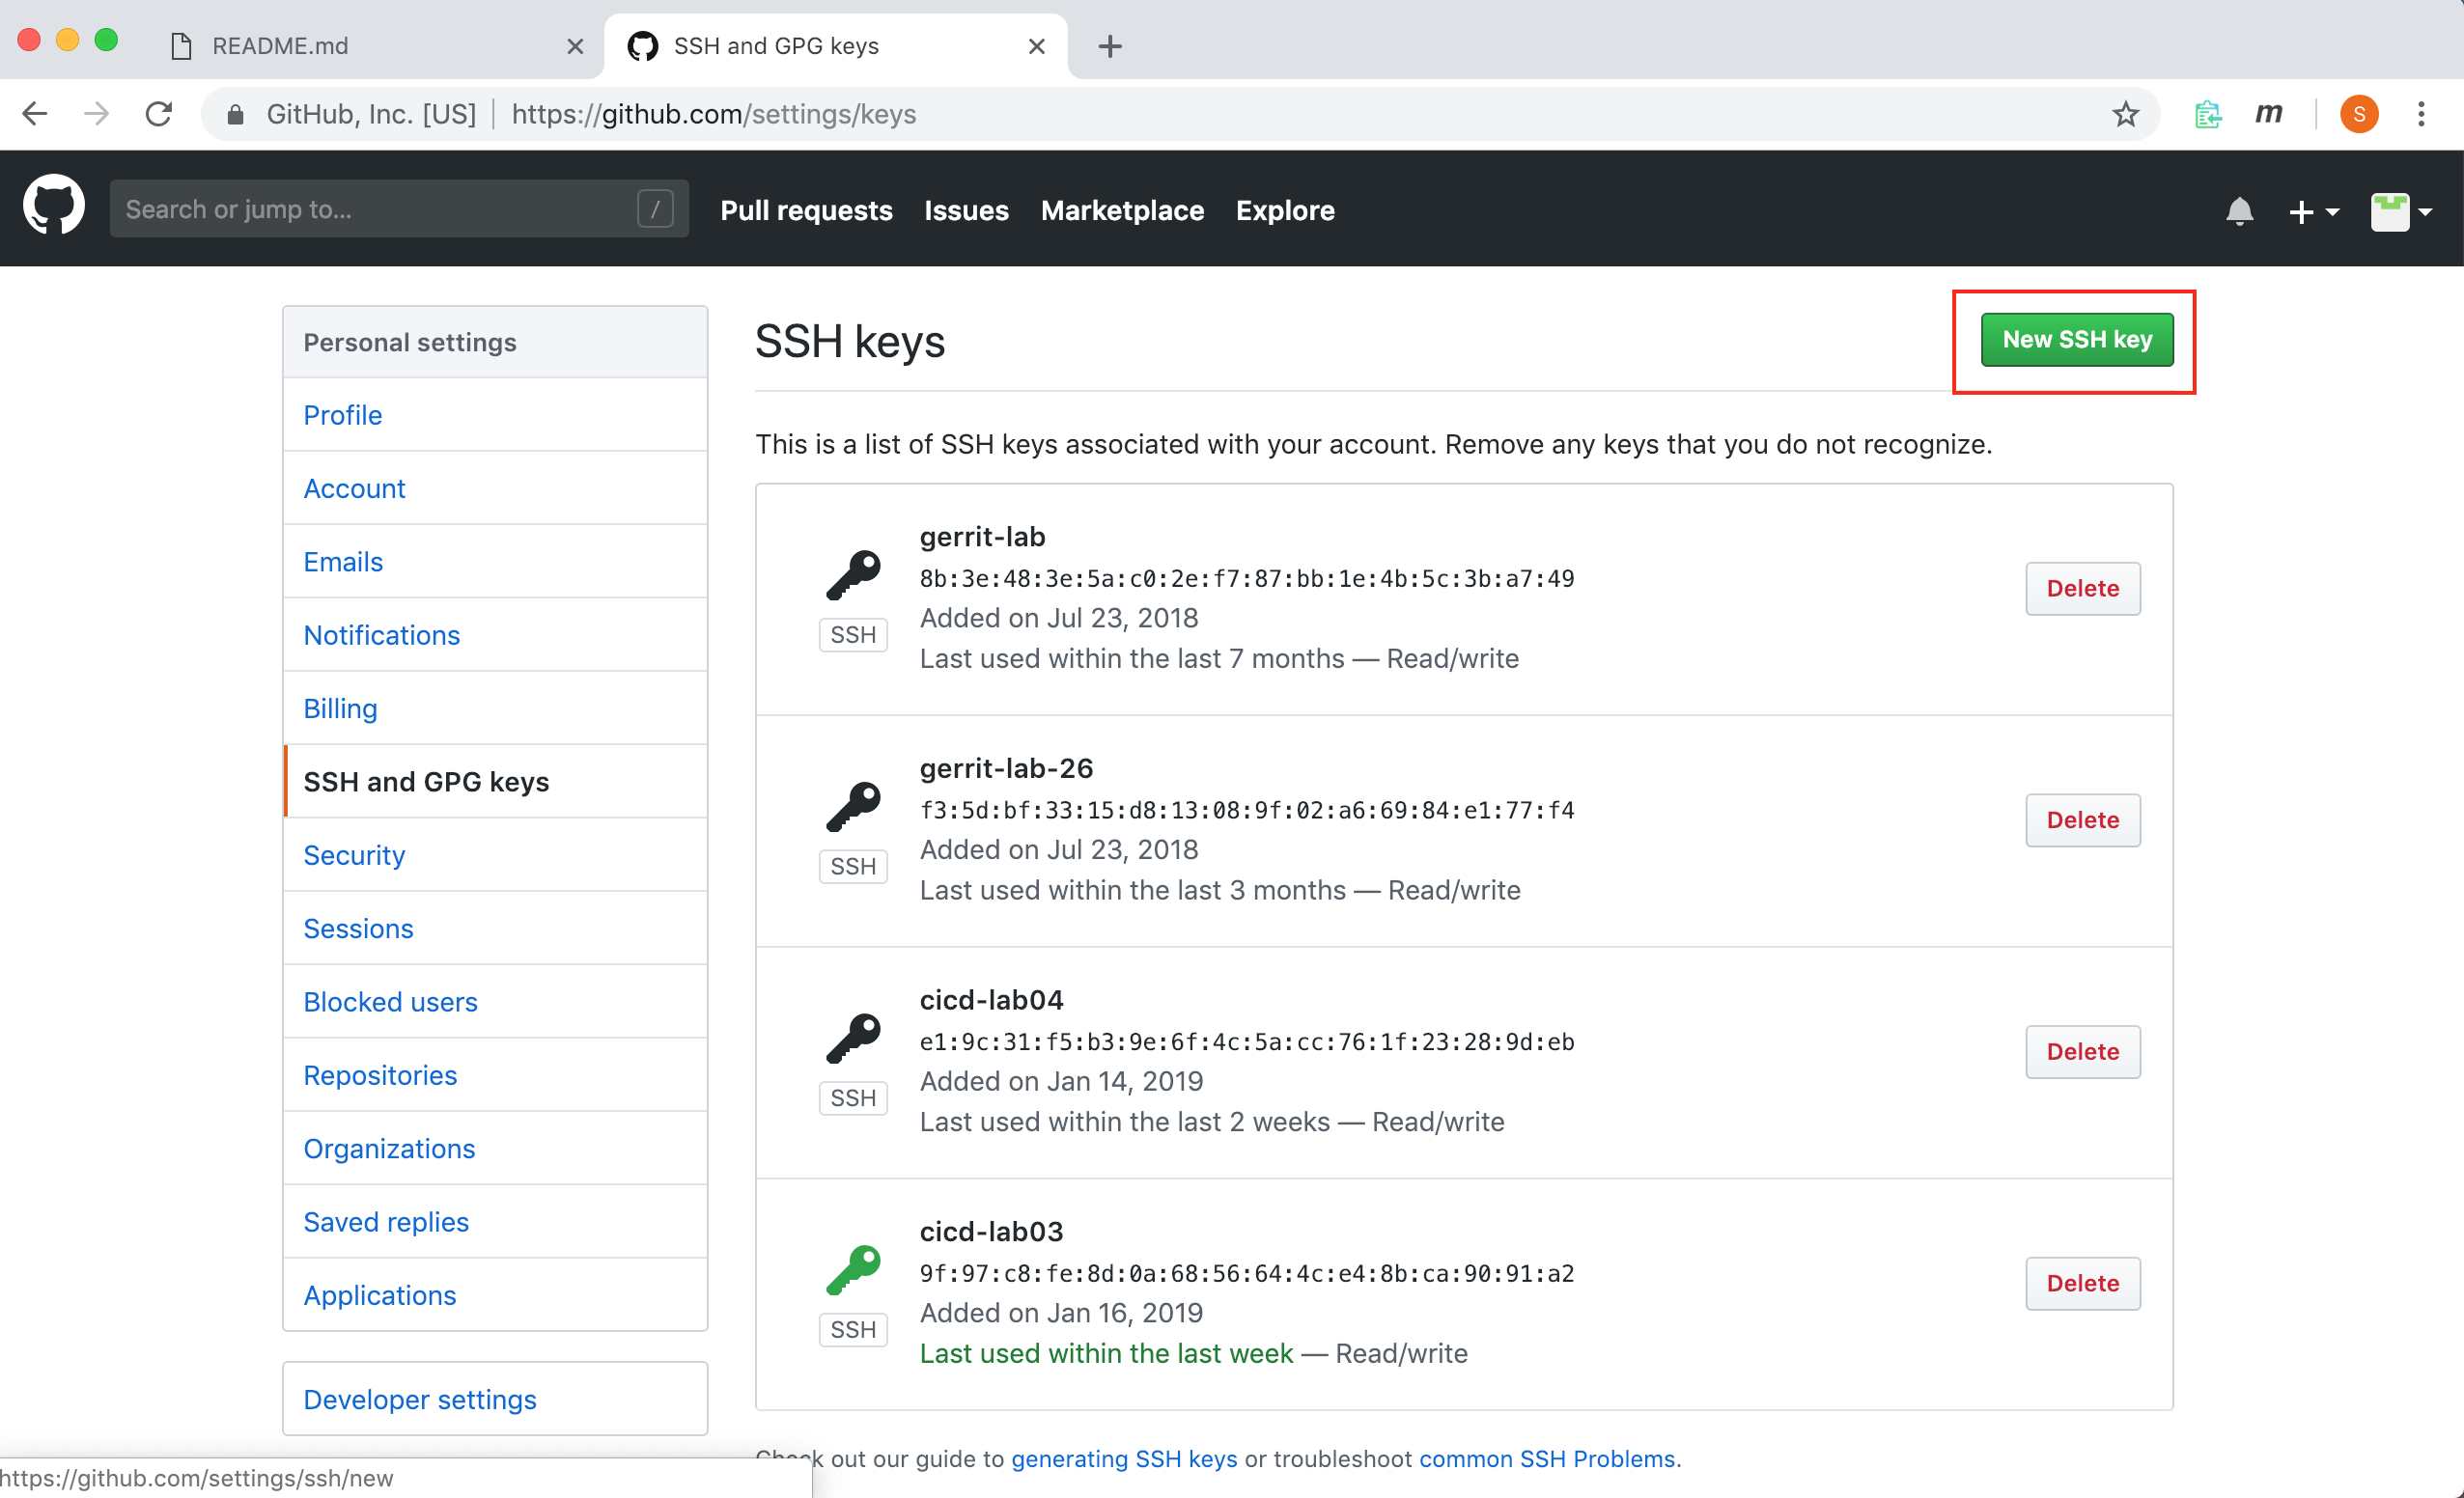 README.md
SSH and GPG keys
GitHub, Inc. [US] https://github.com/settings/keys
m
S
Search or jump to... /
Pull requests Issues Marketplace Explore
Personal settings
Profile
Account
Emails
Notifications
Billing
SSH and GPG keys
Security
Sessions
Blocked users
Repositories
Organizations
Saved replies
Applications
Developer settings
SSH keys
New SSH key
This is a list of SSH keys associated with your account. Remove any keys that you do not recognize.
gerrit-lab
8b:3e:48:3e:5a:c0:2e:f7:87:bb:1e:4b:5c:3b:a7:49
Added on Jul 23, 2018
Last used within the last 7 months — Read/write
SSH
Delete
gerrit-lab-26
f3:5d:bf:33:15:d8:13:08:9f:02:a6:69:84:e1:77:f4
Added on Jul 23, 2018
Last used within the last 3 months — Read/write
SSH
Delete
cicd-lab04
e1:9c:31:f5:b3:9e:6f:4c:5a:cc:76:1f:23:28:9d:eb
Added on Jan 14, 2019
Last used within the last 2 weeks — Read/write
SSH
Delete
cicd-lab03
9f:97:c8:fe:8d:0a:68:56:64:4c:e4:8b:ca:90:91:a2
Added on Jan 16, 2019
Last used within the last week — Read/write
SSH
Delete
Check out our guide to generating SSH keys or troubleshoot common SSH Problems.
https://github.com/settings/ssh/new